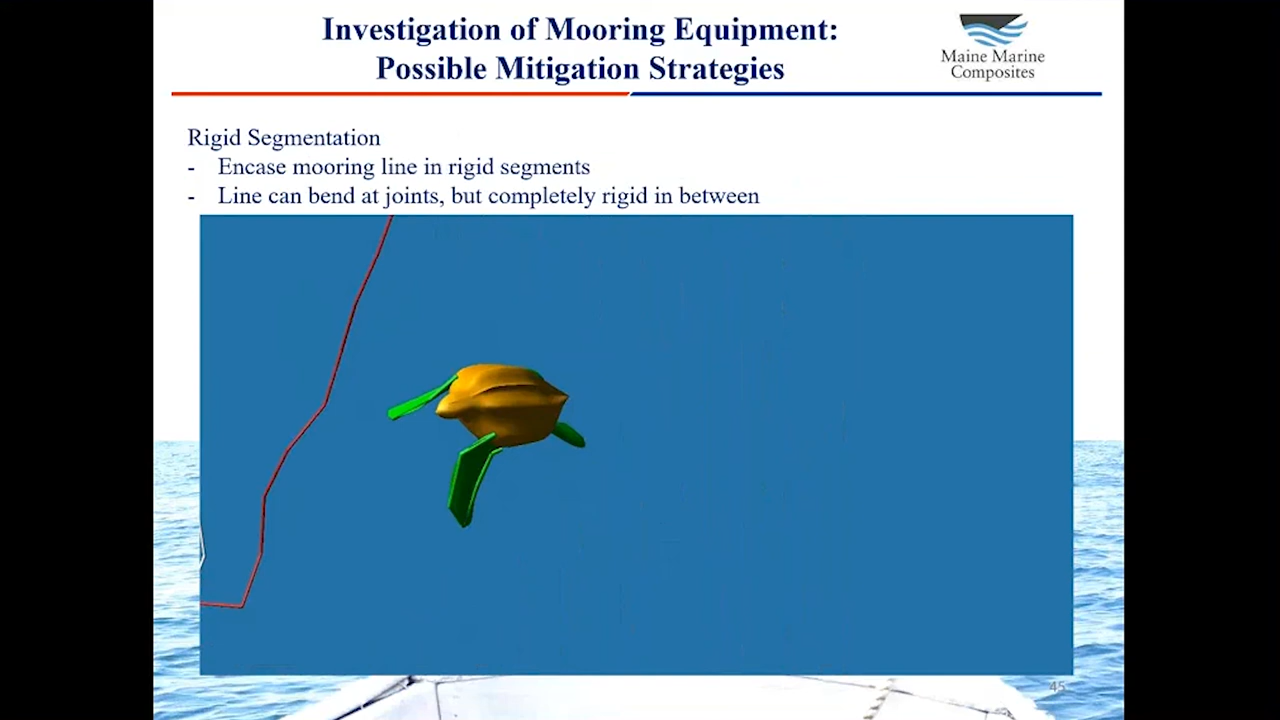 Investigation of Mooring Equipment:
Possible Mitigation Strategies
Maine Marine
Composites
Rigid Segmentation
- Encase mooring line in rigid segments
- Line can bend at joints, but completely rigid in between
45